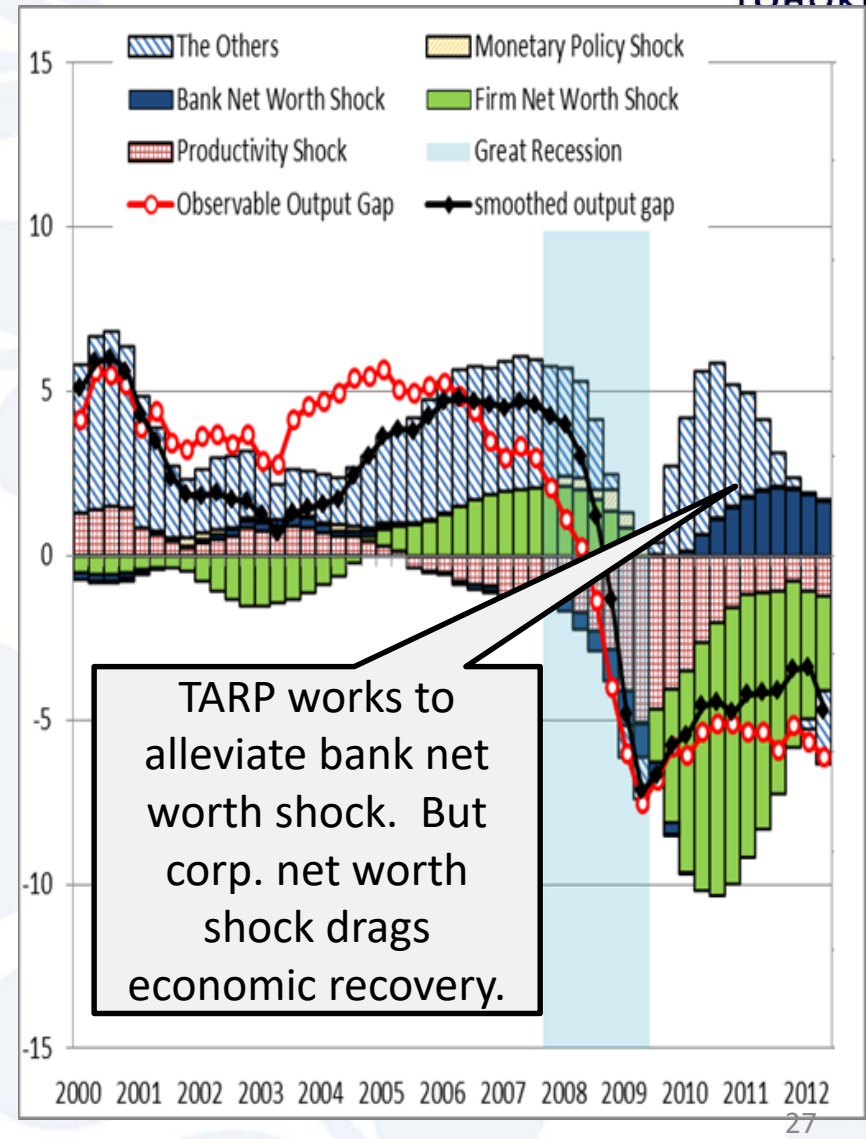 The Others
Monetary Policy Shock
Bank Net Worth Shock
Firm Net Worth Shock
Productivity Shock
Great Recession
Observable Output Gap
smoothed output gap
15
10
5
0
-5
-10
-15
TARP works to
alleviate bank net
worth shock.  But
corp. net worth
shock drags
economic recovery.
2000 2001 2002 2003 2004 2005 2006 2007 2008 2009 2010 2011 2012
27